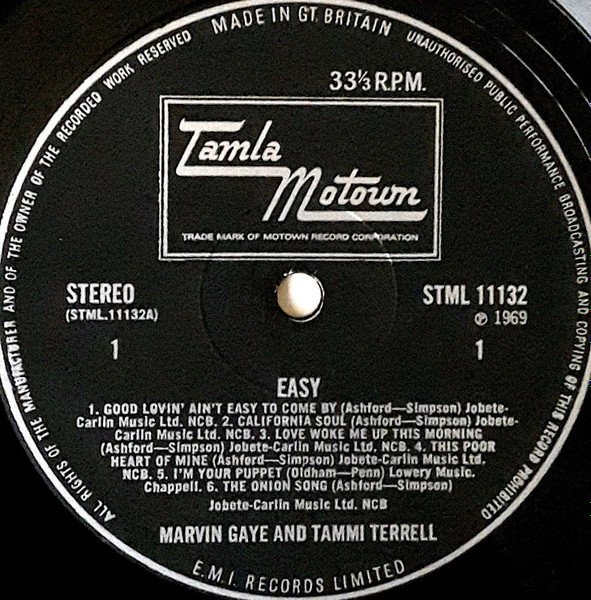 MADE IN GT. BRITAIN
UNAUTHORISED PUBLIC PERFORMANCE BROADCASTING AND COPYING OF THIS RECORD PROHIBITED
ALL RIGHTS OF THE MANUFACTURER AND OF THE OWNER OF THE RECORDED WORK RESERVED
33⅓ R.P.M.
Tamla
Motown
TRADE MARK OF MOTOWN RECORD CORPORATION
STEREO
(STML.11132A)
1
STML 11132
℗ 1969
1
EASY
1. GOOD LOVIN' AIN'T EASY TO COME BY (Ashford—Simpson) Jobete-
Carlin Music Ltd. NCB. 2. CALIFORNIA SOUL (Ashford—Simpson) Jobete-
Carlin Music Ltd. NCB. 3. LOVE WOKE ME UP THIS MORNING
(Ashford—Simpson) Jobete-Carlin Music Ltd. NCB. 4. THIS POOR
HEART OF MINE (Ashford—Simpson) Jobete-Carlin Music Ltd.
NCB. 5. I'M YOUR PUPPET (Oldham—Penn) Lowery Music.
Chappell. 6. THE ONION SONG (Ashford—Simpson)
Jobete-Carlin Music Ltd. NCB
MARVIN GAYE AND TAMMI TERRELL
E.M.I. RECORDS LIMITED